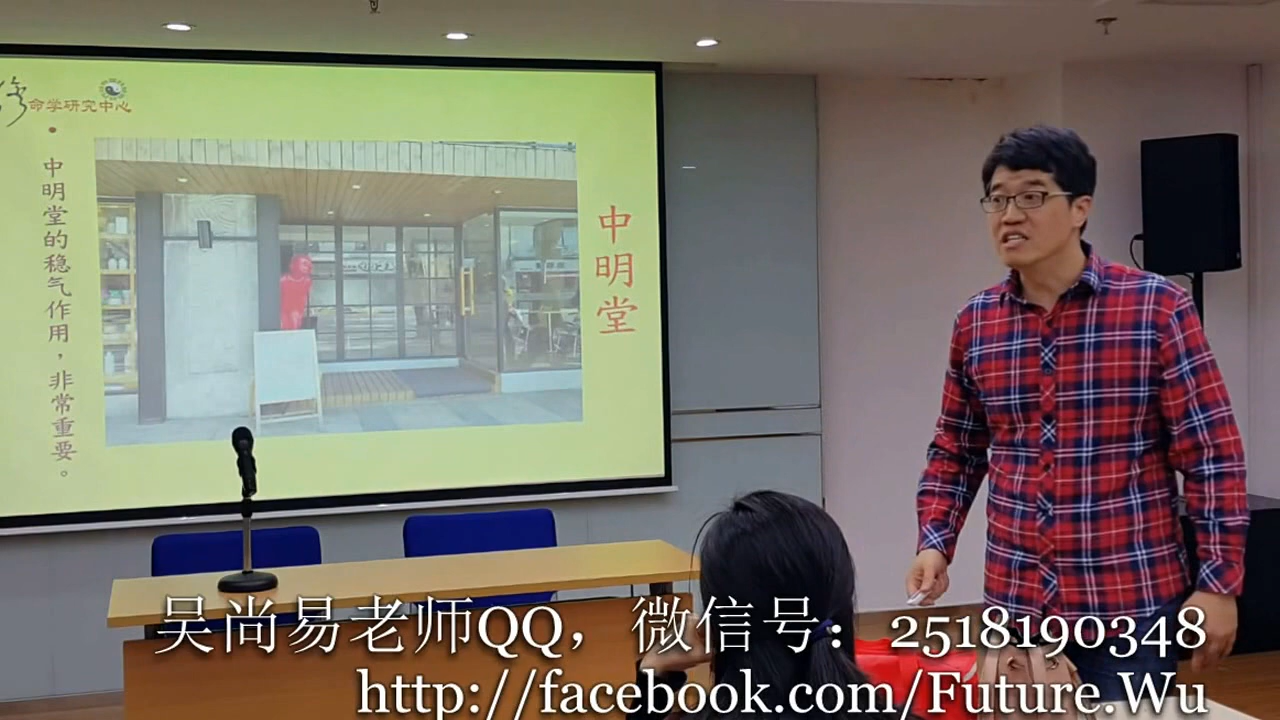 命学研究中心
中明堂
• 中明堂的稳气作用，非常重要。
吴尚易老师QQ，微信号：2518190348
http://facebook.com/Future.Wu